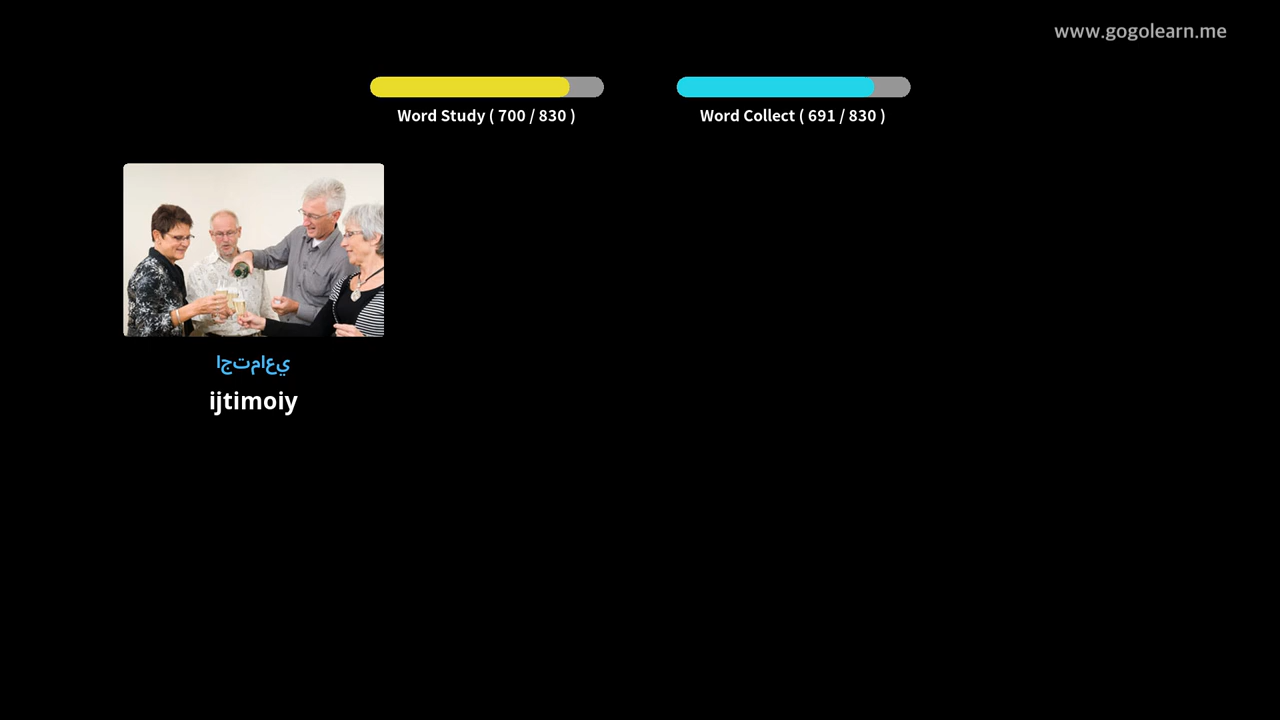 www.gogolearn.me
Word Study ( 700 / 830 )
Word Collect ( 691 / 830 )
اجتماعي
ijtimoiy